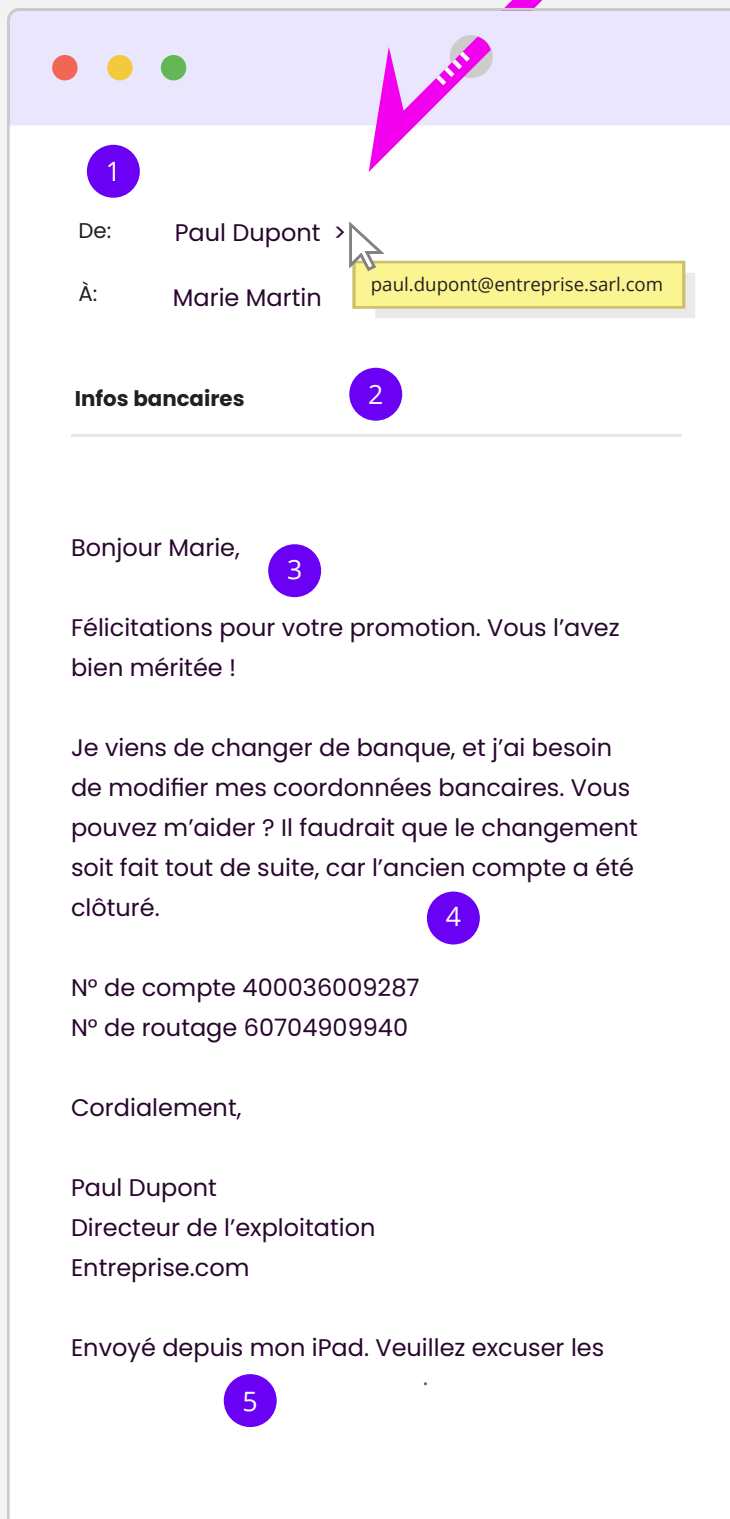 1
De: Paul Dupont >
paul.dupont@entreprise.sarl.com
À: Marie Martin
Infos bancaires 2
Bonjour Marie,
3
Félicitations pour votre promotion. Vous l’avez
bien méritée !
Je viens de changer de banque, et j’ai besoin
de modifier mes coordonnées bancaires. Vous
pouvez m’aider ? Il faudrait que le changement
soit fait tout de suite, car l’ancien compte a été
clôturé.
4
Nº de compte 400036009287
Nº de routage 60704909940
Cordialement,
Paul Dupont
Directeur de l’exploitation
Entreprise.com
Envoyé depuis mon iPad. Veuillez excuser les
5